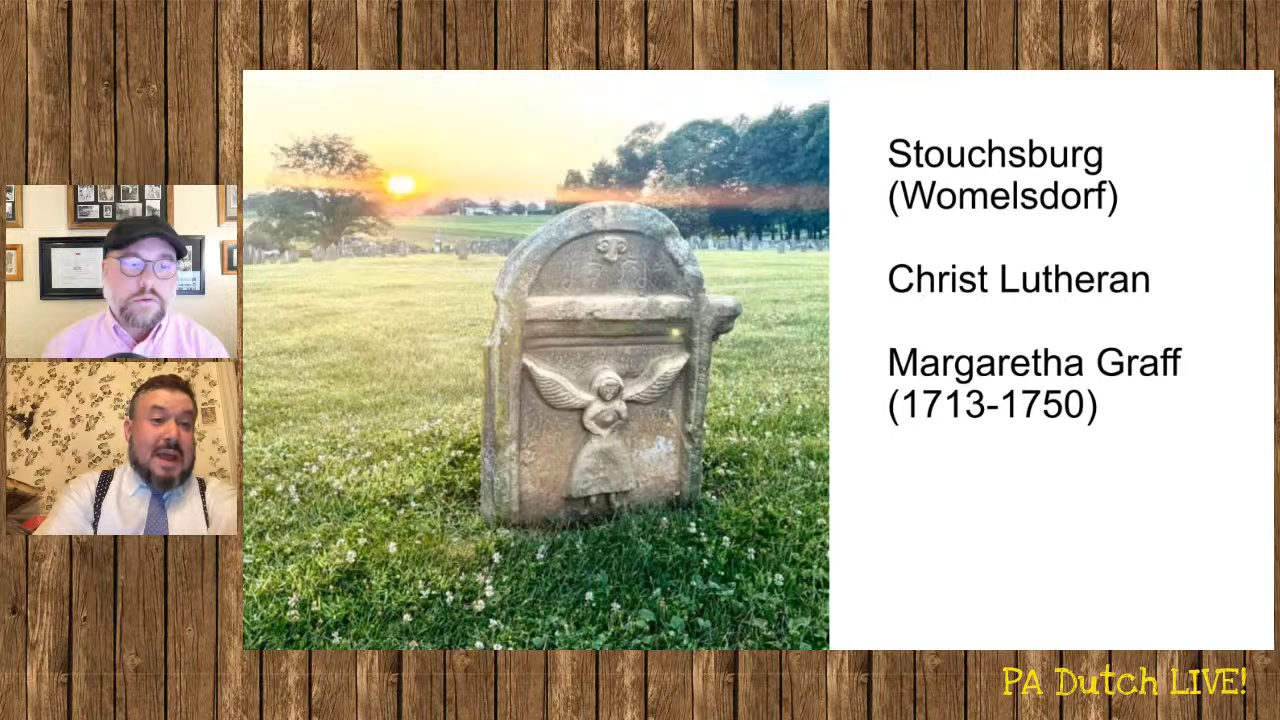 Stouchsburg
(Womelsdorf)
Christ Lutheran
Margaretha Graff
(1713-1750)
PA Dutch LIVE!